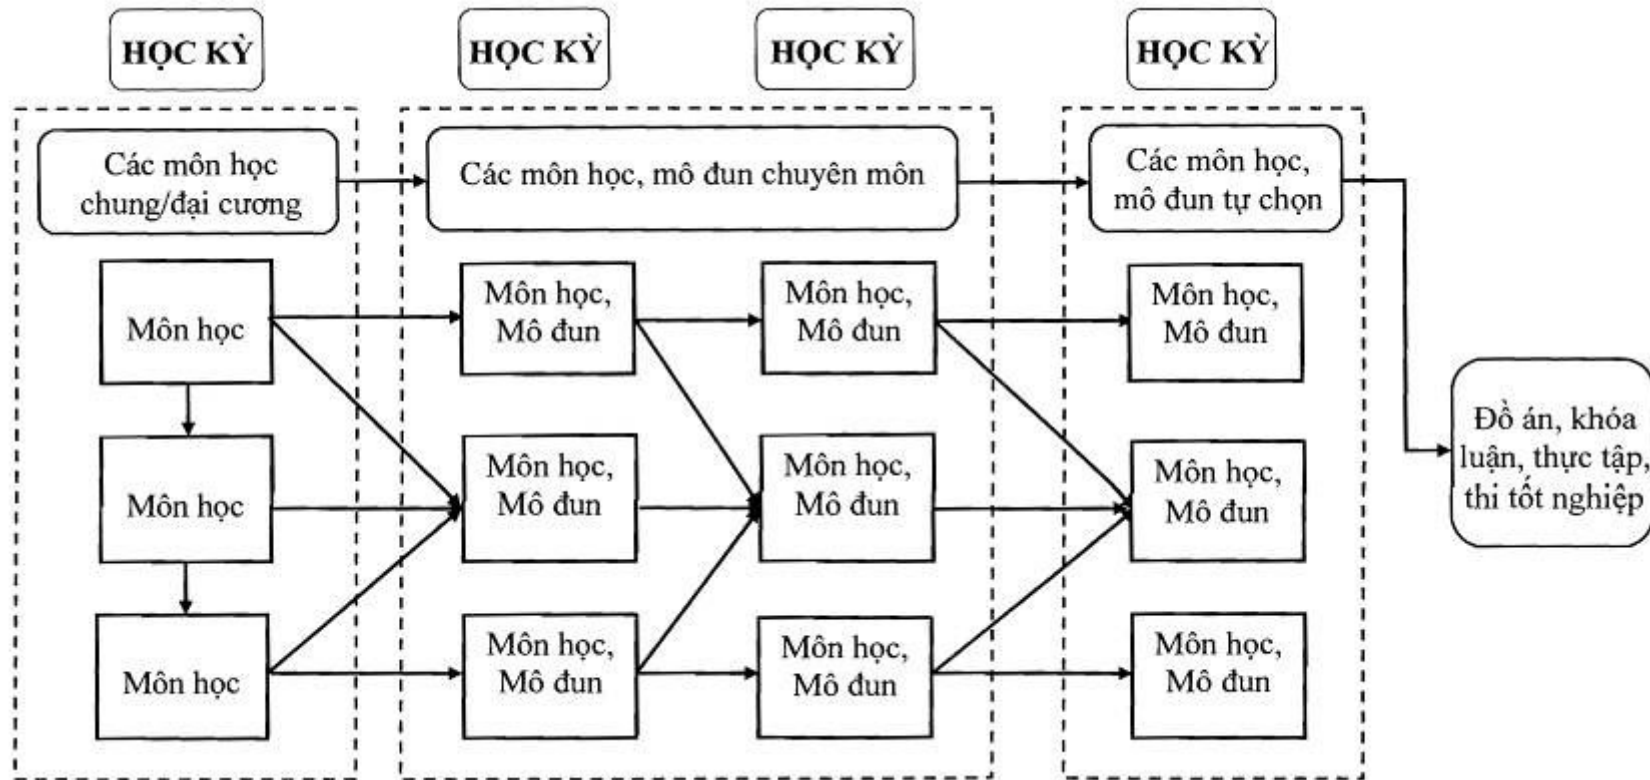 HỌC KỲ
HỌC KỲ
HỌC KỲ
HỌC KỲ
Các môn học
chung/đại cương
Các môn học, mô đun chuyên môn
Các môn học,
mô đun tự chọn
Môn học
Môn học,
Mô đun
Môn học,
Mô đun
Môn học,
Mô đun
Môn học
Môn học,
Mô đun
Môn học,
Mô đun
Môn học,
Mô đun
Đồ án, khóa
luận, thực tập,
thi tốt nghiệp
Môn học
Môn học,
Mô đun
Môn học,
Mô đun
Môn học,
Mô đun